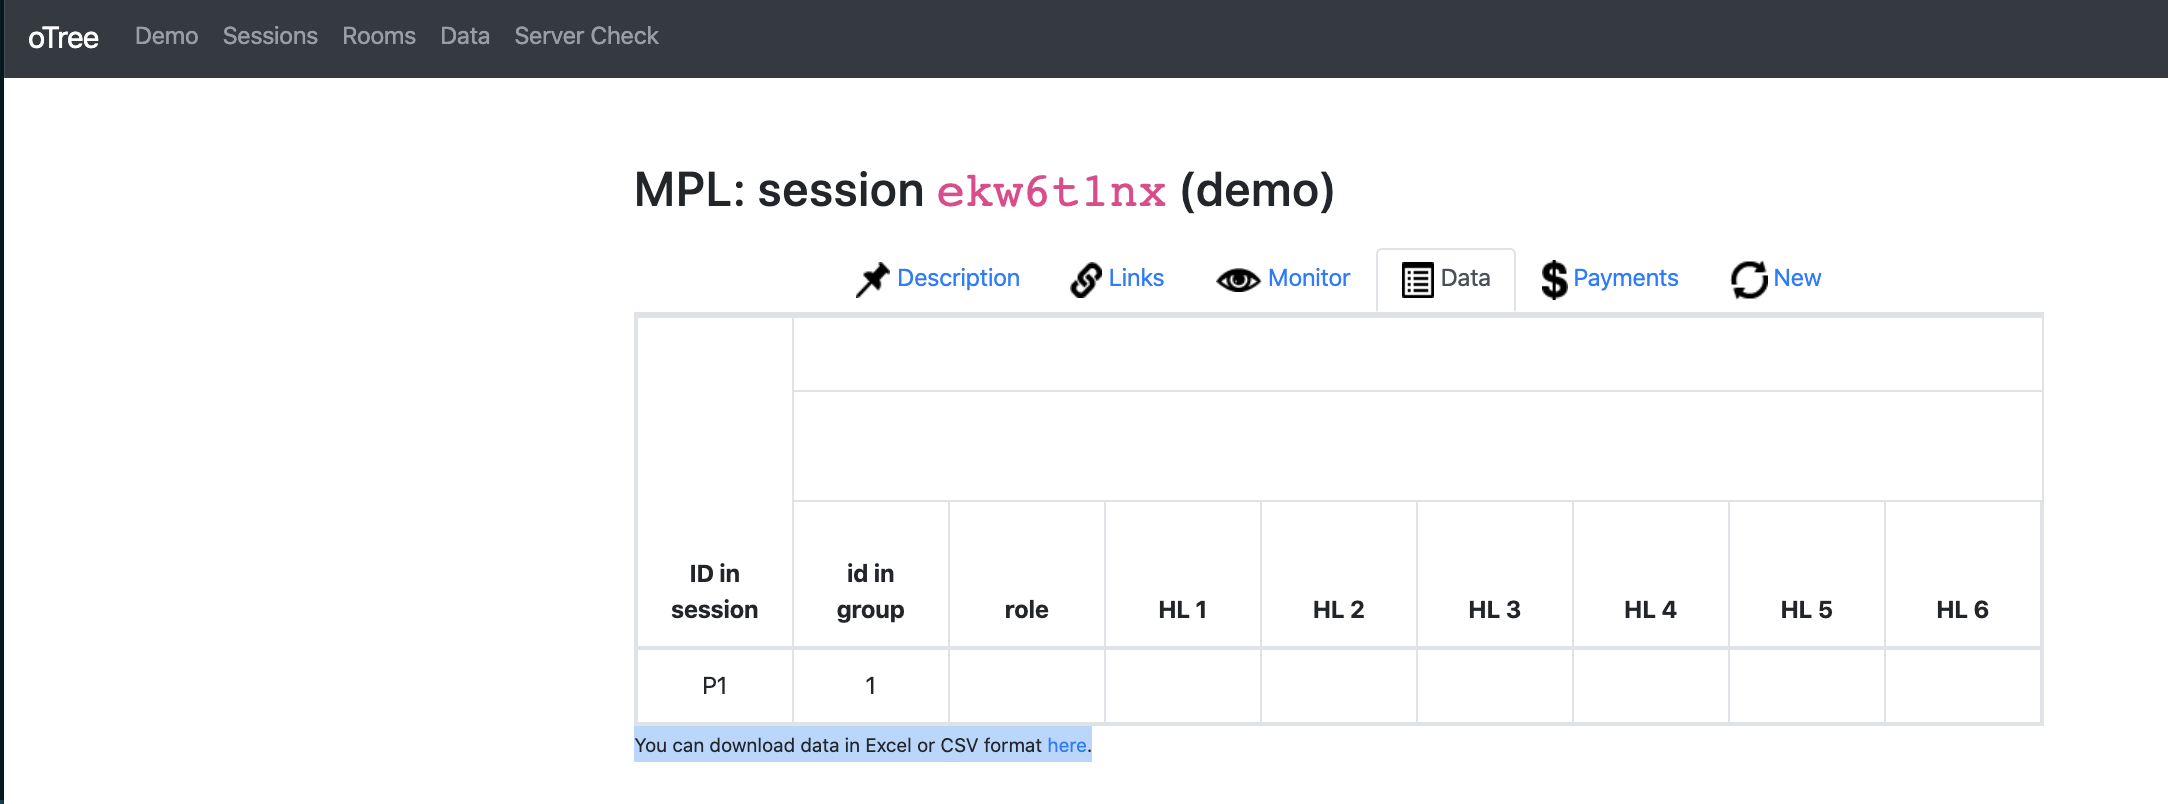 oTree Demo Sessions Rooms Data Server Check
MPL: session ekw6t1nx (demo)
Description Links Monitor Data Payments New
ID in session id in group role HL 1 HL 2 HL 3 HL 4 HL 5 HL 6
P1 1
You can download data in Excel or CSV format here.